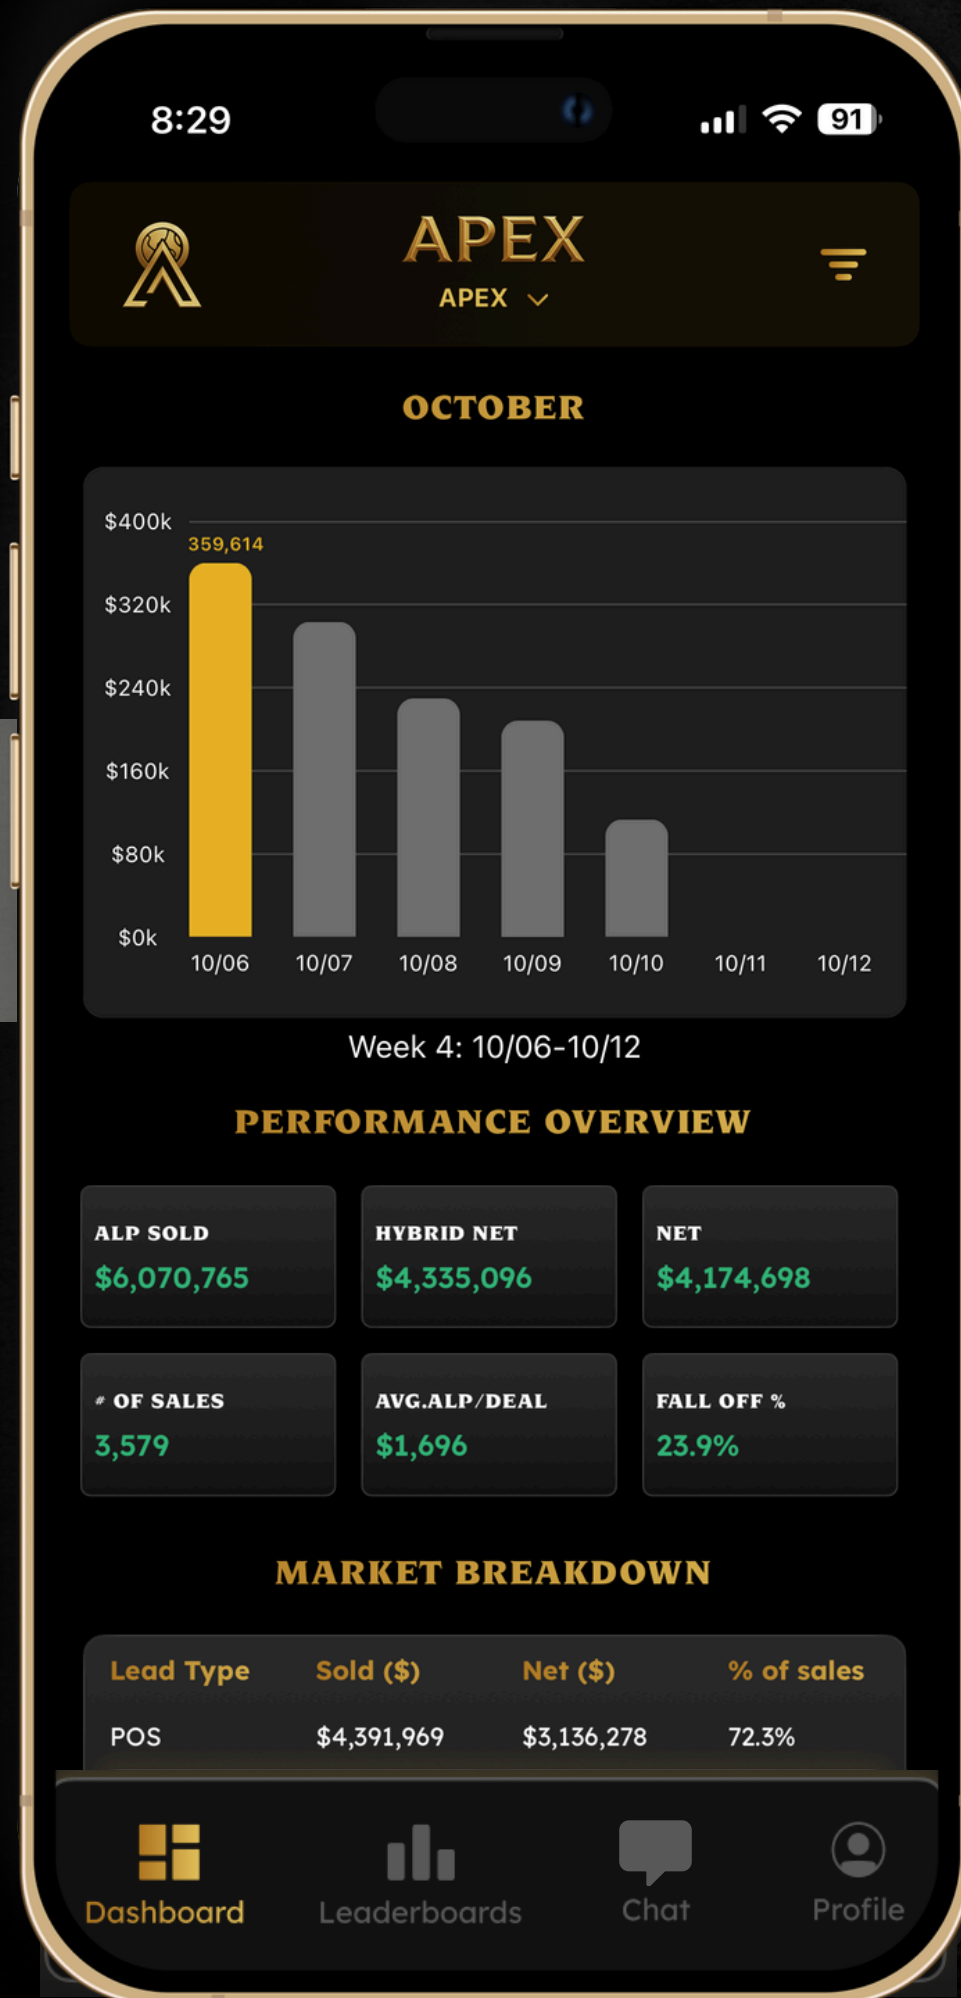 8:29
91
APEX
APEX
OCTOBER
$400k
359,614
$320k
$240k
$160k
$80k
$0k
10/06 10/07 10/08 10/09 10/10 10/11 10/12
Week 4: 10/06-10/12
PERFORMANCE OVERVIEW
ALP SOLD HYBRID NET NET
$6,070,765 $4,335,096 $4,174,698
# OF SALES AVG.ALP/DEAL FALL OFF %
3,579 $1,696 23.9%
MARKET BREAKDOWN
Lead Type Sold ($) Net ($) % of sales
POS $4,391,969 $3,136,278 72.3%
Dashboard Leaderboards Chat Profile